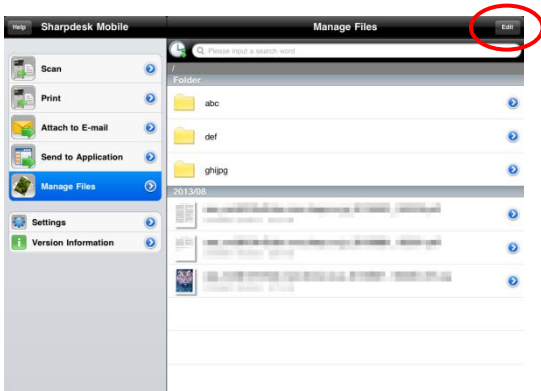 Help
Sharpdesk Mobile
Manage Files
Edit
Please input a search word
Scan
Print
Attach to E-mail
Send to Application
Manage Files
Settings
Version Information
/
Folder
abc
def
ghijpg
2013/08